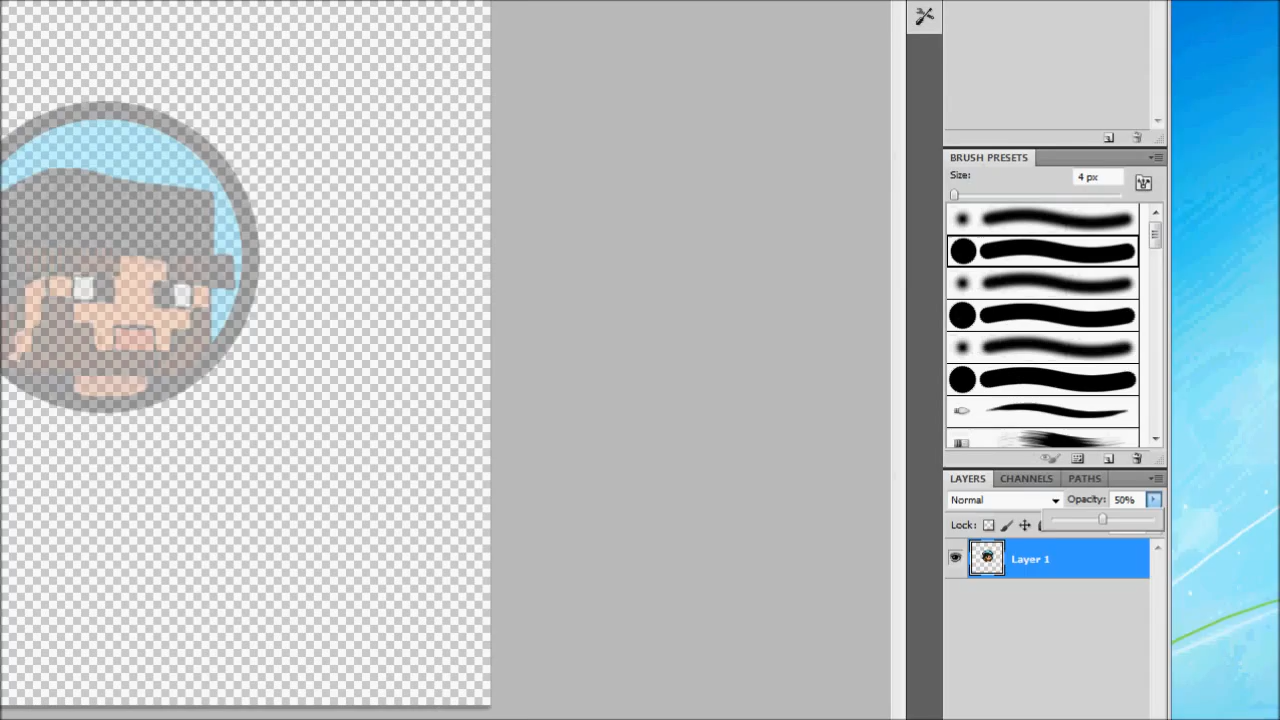 BRUSH PRESETS
Size: 4 px
LAYERS CHANNELS PATHS
Normal Opacity: 50%
Lock:
Layer 1